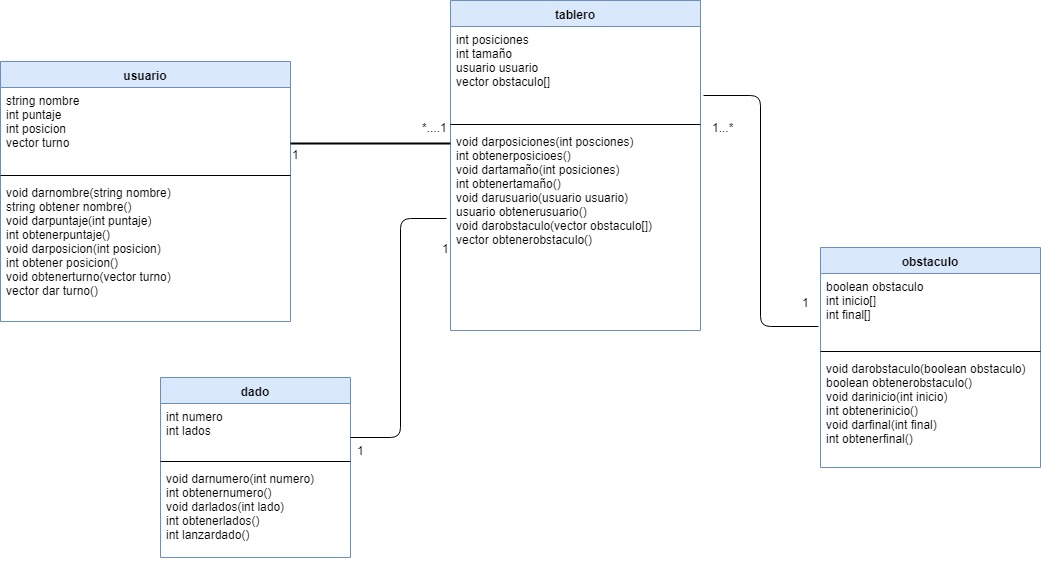 usuario
string nombre
int puntaje
int posicion
vector turno
void darnombre(string nombre)
string obtener nombre()
void darpuntaje(int puntaje)
int obtenerpuntaje()
void darposicion(int posicion)
int obtener posicion()
void obtenerturno(vector turno)
vector dar turno()
1
*....1
tablero
int posiciones
int tamaño
usuario usuario
vector obstaculo[]
void darposiciones(int posciones)
int obtenerposicioes()
void dartamaño(int posiciones)
int obtenertamaño()
void darusuario(usuario usuario)
usuario obtenerusuario()
void darobstaculo(vector obstaculo[])
vector obtenerobstaculo()
1
1...*
1
obstaculo
boolean obstaculo
int inicio[]
int final[]
void darobstaculo(boolean obstaculo)
boolean obtenerobstaculo()
void darinicio(int inicio)
int obtenerinicio()
void darfinal(int final)
int obtenerfinal()
dado
int numero
int lados
void darnumero(int numero)
int obtenernumero()
void darlados(int lado)
int obtenerlados()
int lanzardado()
1